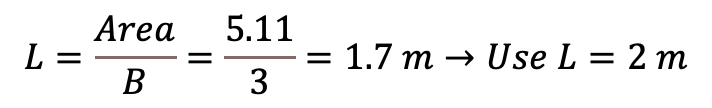 L = Area / B = 5.11 / 3 = 1.7 m → Use L = 2 m